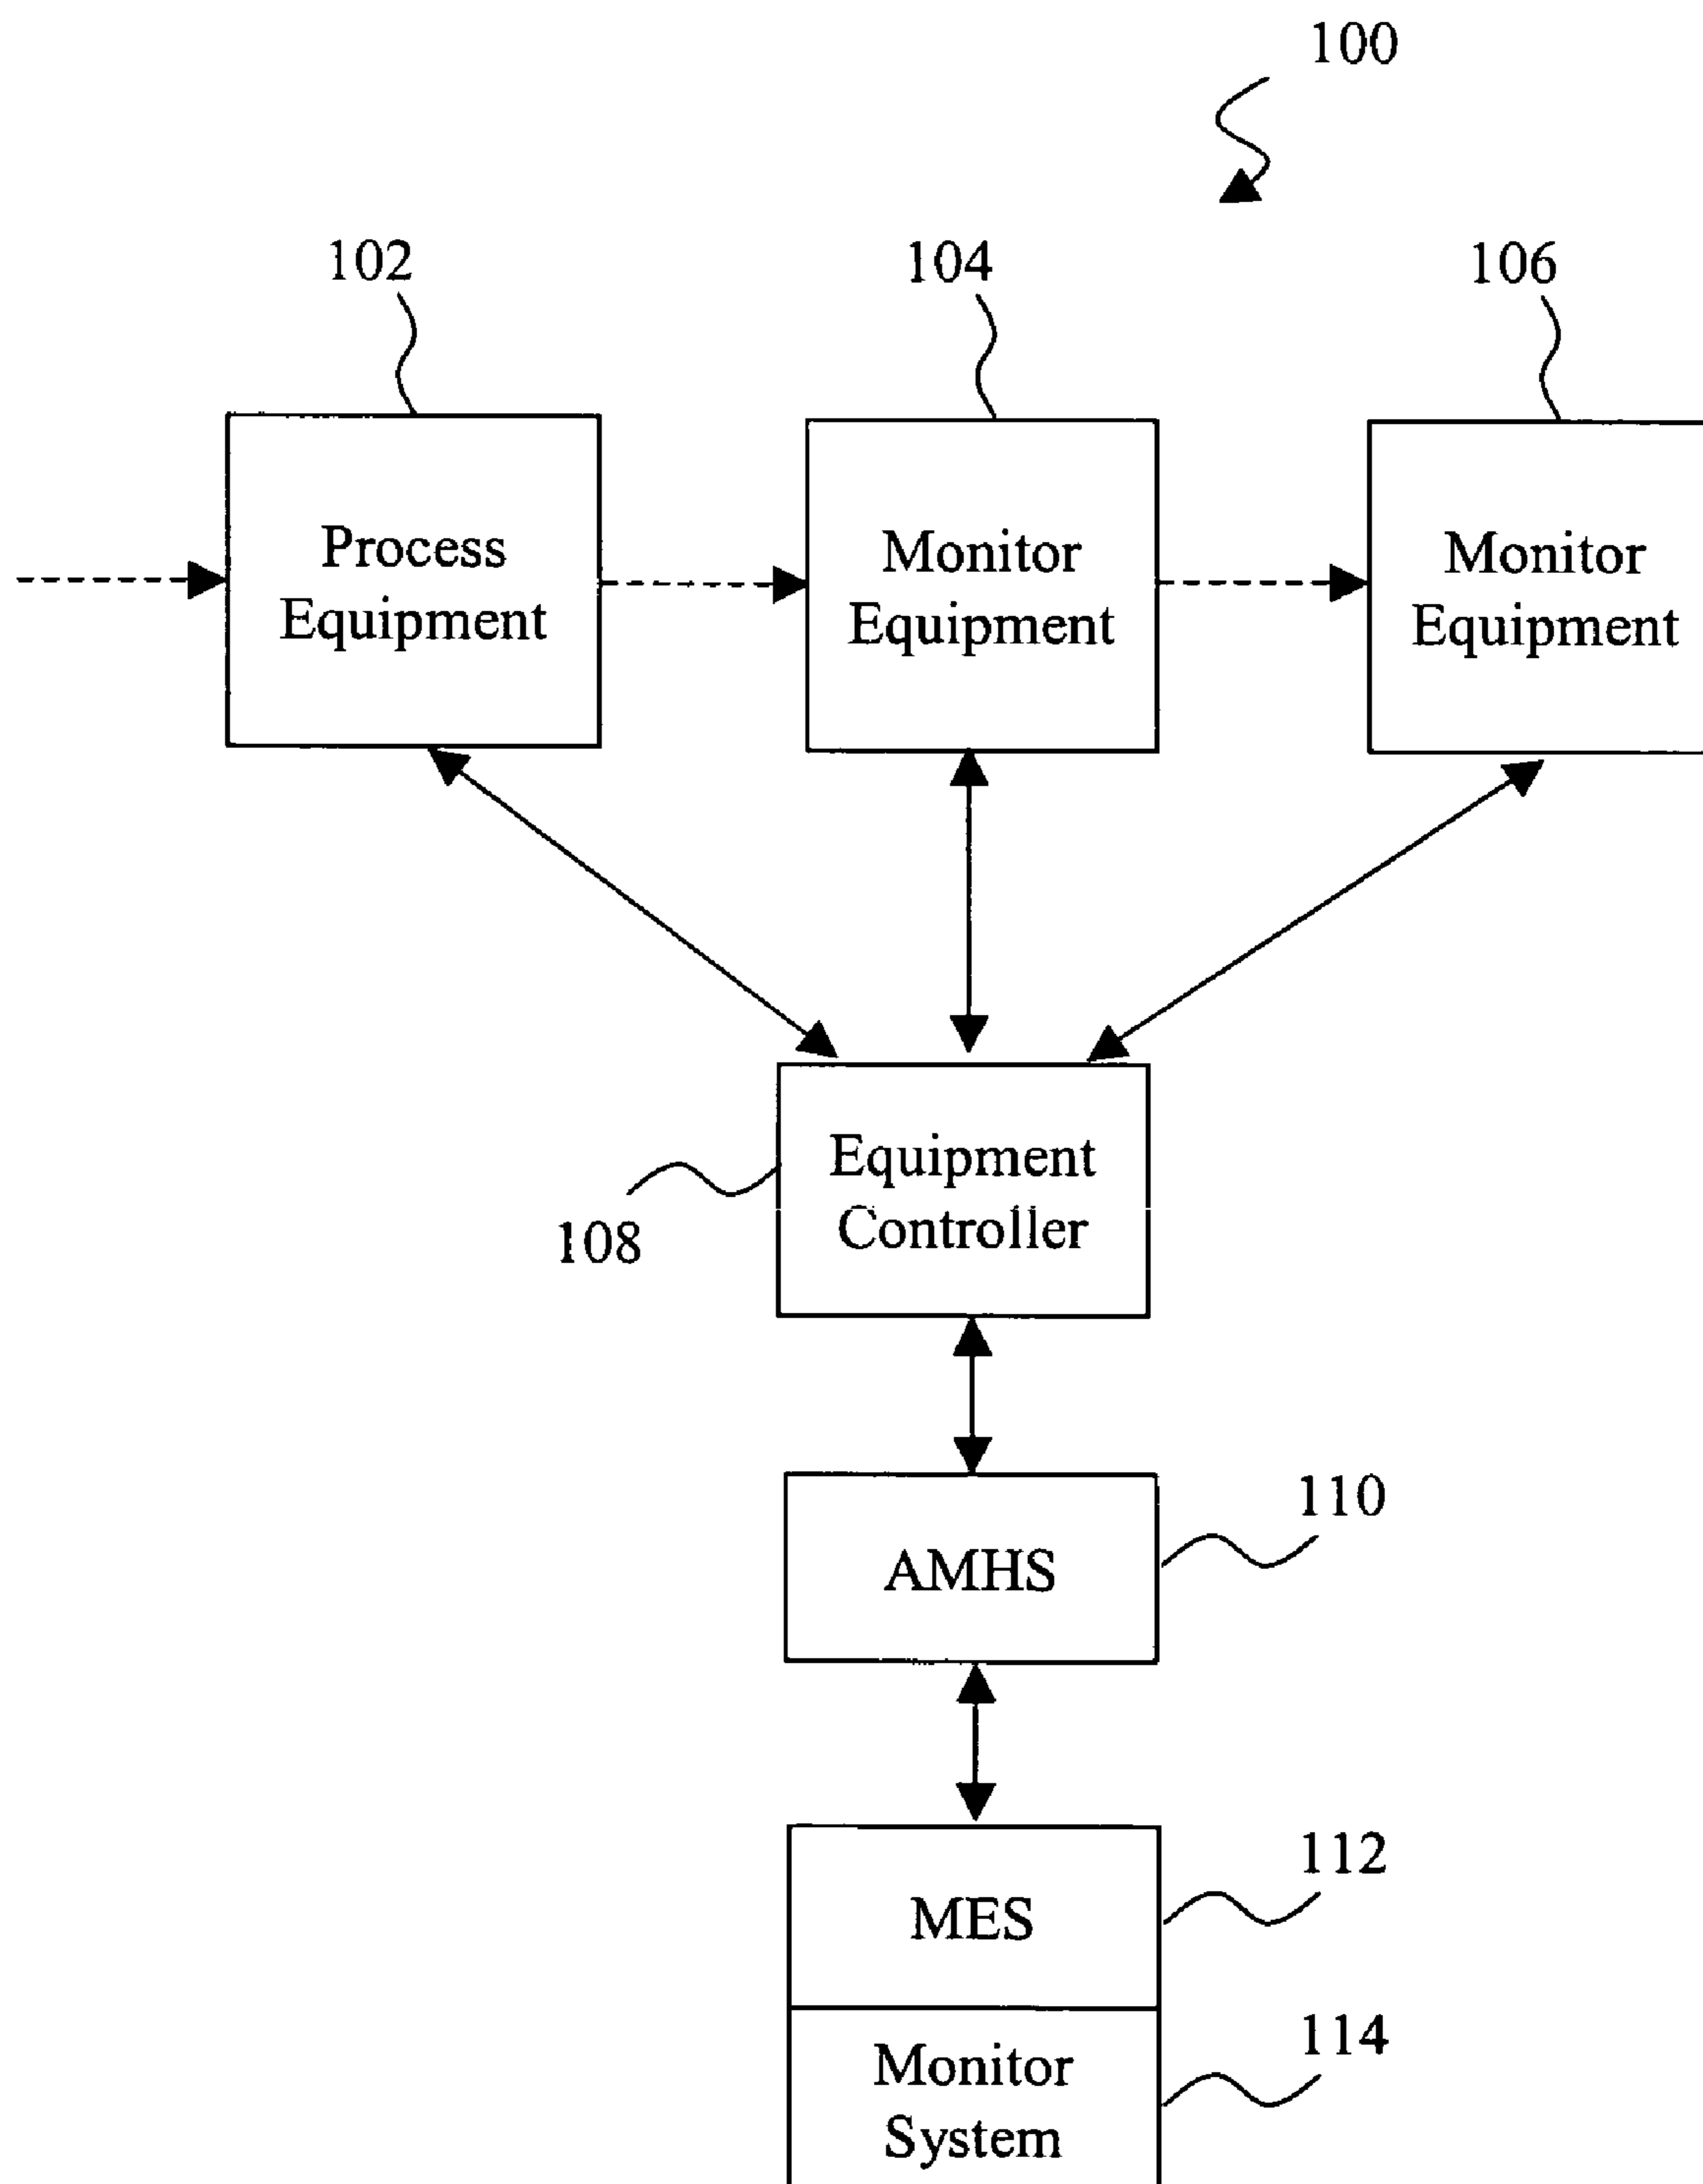 100
102
104
106
Process
Equipment
Monitor
Equipment
Monitor
Equipment
Equipment
Controller
108
AMHS
110
MES
112
Monitor
System
114